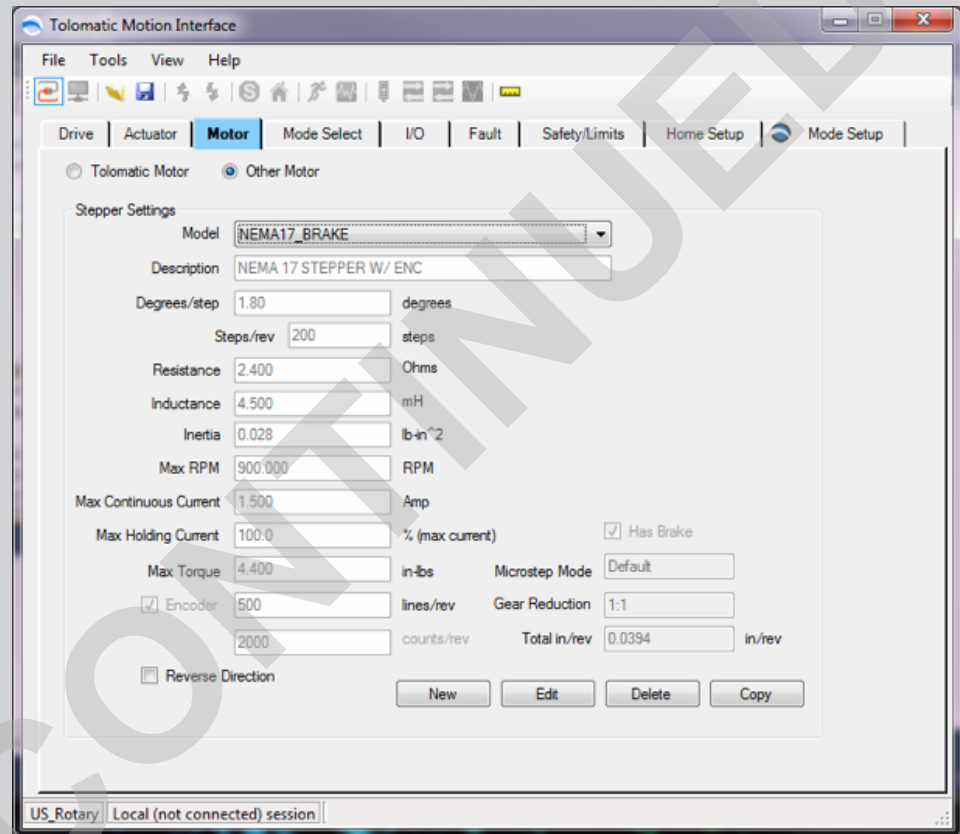 Tolomatic Motion Interface
File Tools View Help
Drive Actuator Motor Mode Select I/O Fault Safety/Limits Home Setup Mode Setup
Tolomatic Motor Other Motor
Stepper Settings
Model NEMA17_BRAKE
Description NEMA 17 STEPPER W/ ENC
Degrees/step 1.80 degrees
Steps/rev 200 steps
Resistance 2.400 Ohms
Inductance 4.500 mH
Inertia 0.028 lb-in^2
Max RPM 900.000 RPM
Max Continuous Current 1.500 Amp
Max Holding Current 100.0 % (max current) Has Brake
Max Torque 4.400 in-lbs Microstep Mode Default
Encoder 500 lines/rev Gear Reduction 1:1
2000 counts/rev Total in/rev 0.0394 in/rev
Reverse Direction
New Edit Delete Copy
US_Rotary Local (not connected) session
CONTINUED